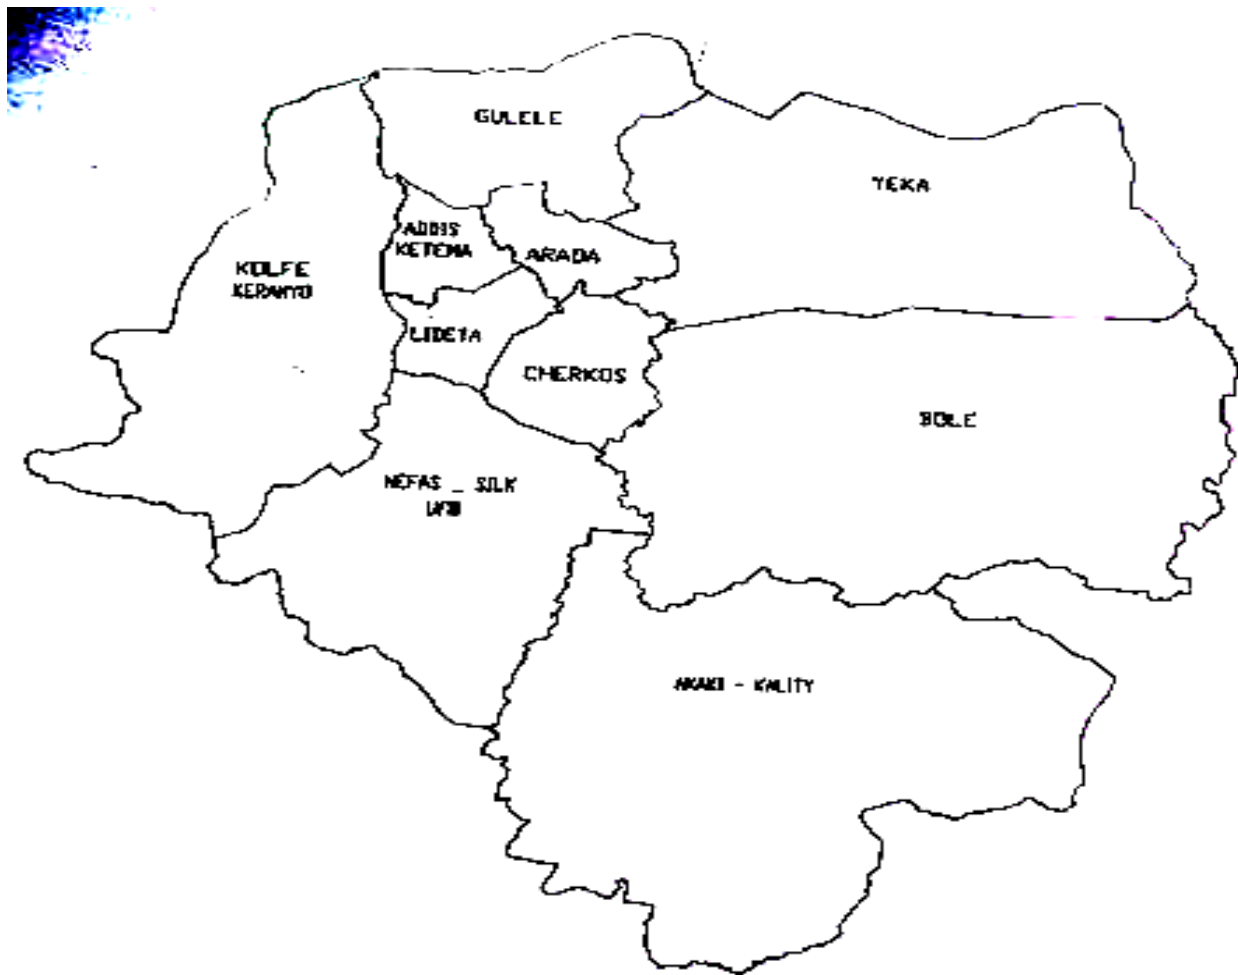 GULELE
YEKA
ADDIS
KETEMA
ARADA
KOLFE
KERANYO
LIDETA
CHERKOS
BOLE
NEFAS _ SILK
AKAKI - KALITY